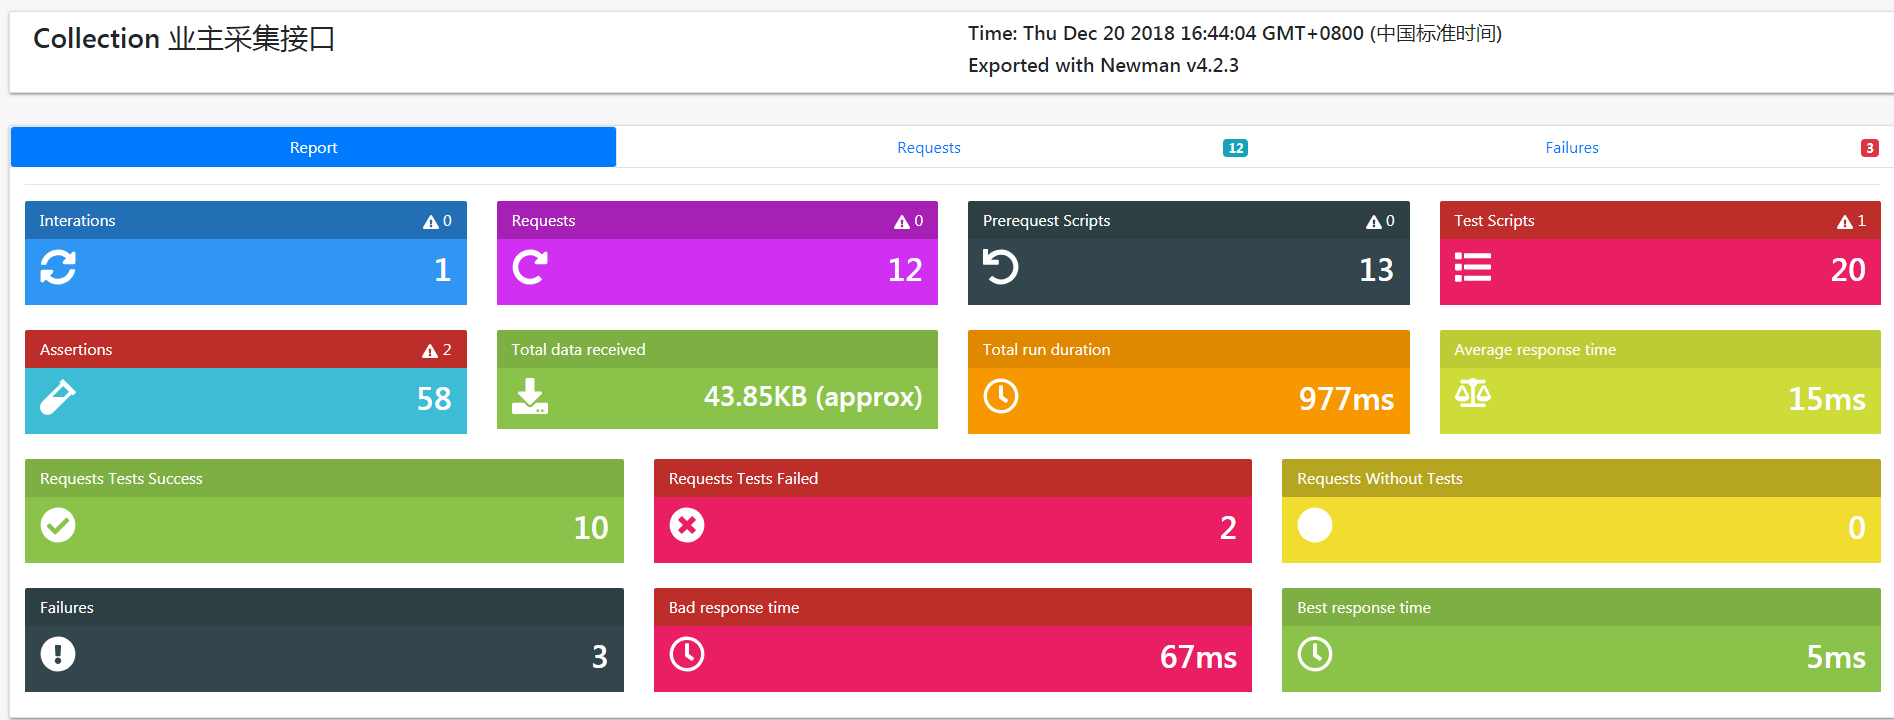 Collection 业主采集接口
Time: Thu Dec 20 2018 16:44:04 GMT+0800 (中国标准时间)
Exported with Newman v4.2.3
Report
Requests 12
Failures 3
Interations 0
1
Requests 0
12
Prerequest Scripts 0
13
Test Scripts 1
20
Assertions 2
58
Total data received
43.85KB (approx)
Total run duration
977ms
Average response time
15ms
Requests Tests Success
10
Requests Tests Failed
2
Requests Without Tests
0
Failures
3
Bad response time
67ms
Best response time
5ms